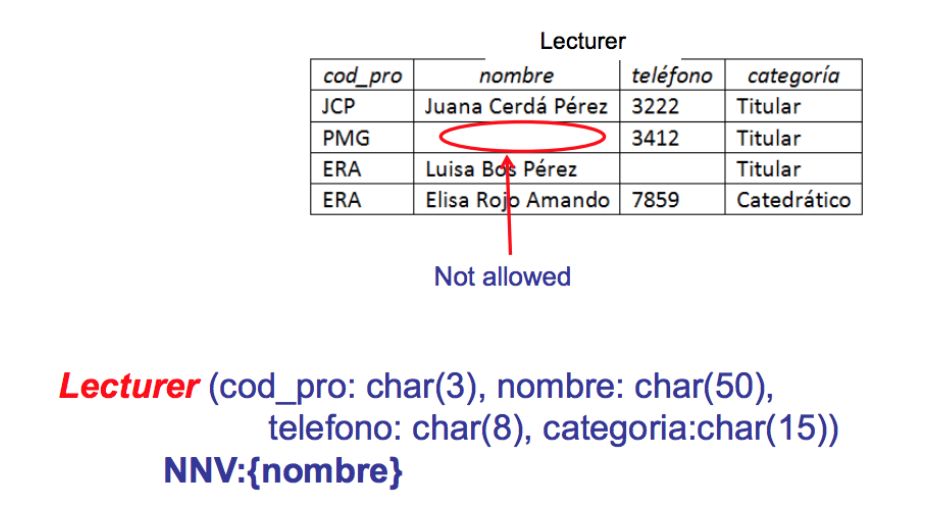 Lecturer
cod_pro nombre teléfono categoría
JCP Juana Cerdá Pérez 3222 Titular
PMG 3412 Titular
ERA Luisa Bos Pérez Titular
ERA Elisa Rojo Amando 7859 Catedrático
Not allowed
Lecturer (cod_pro: char(3), nombre: char(50),
telefono: char(8), categoria:char(15))
NNV:{nombre}